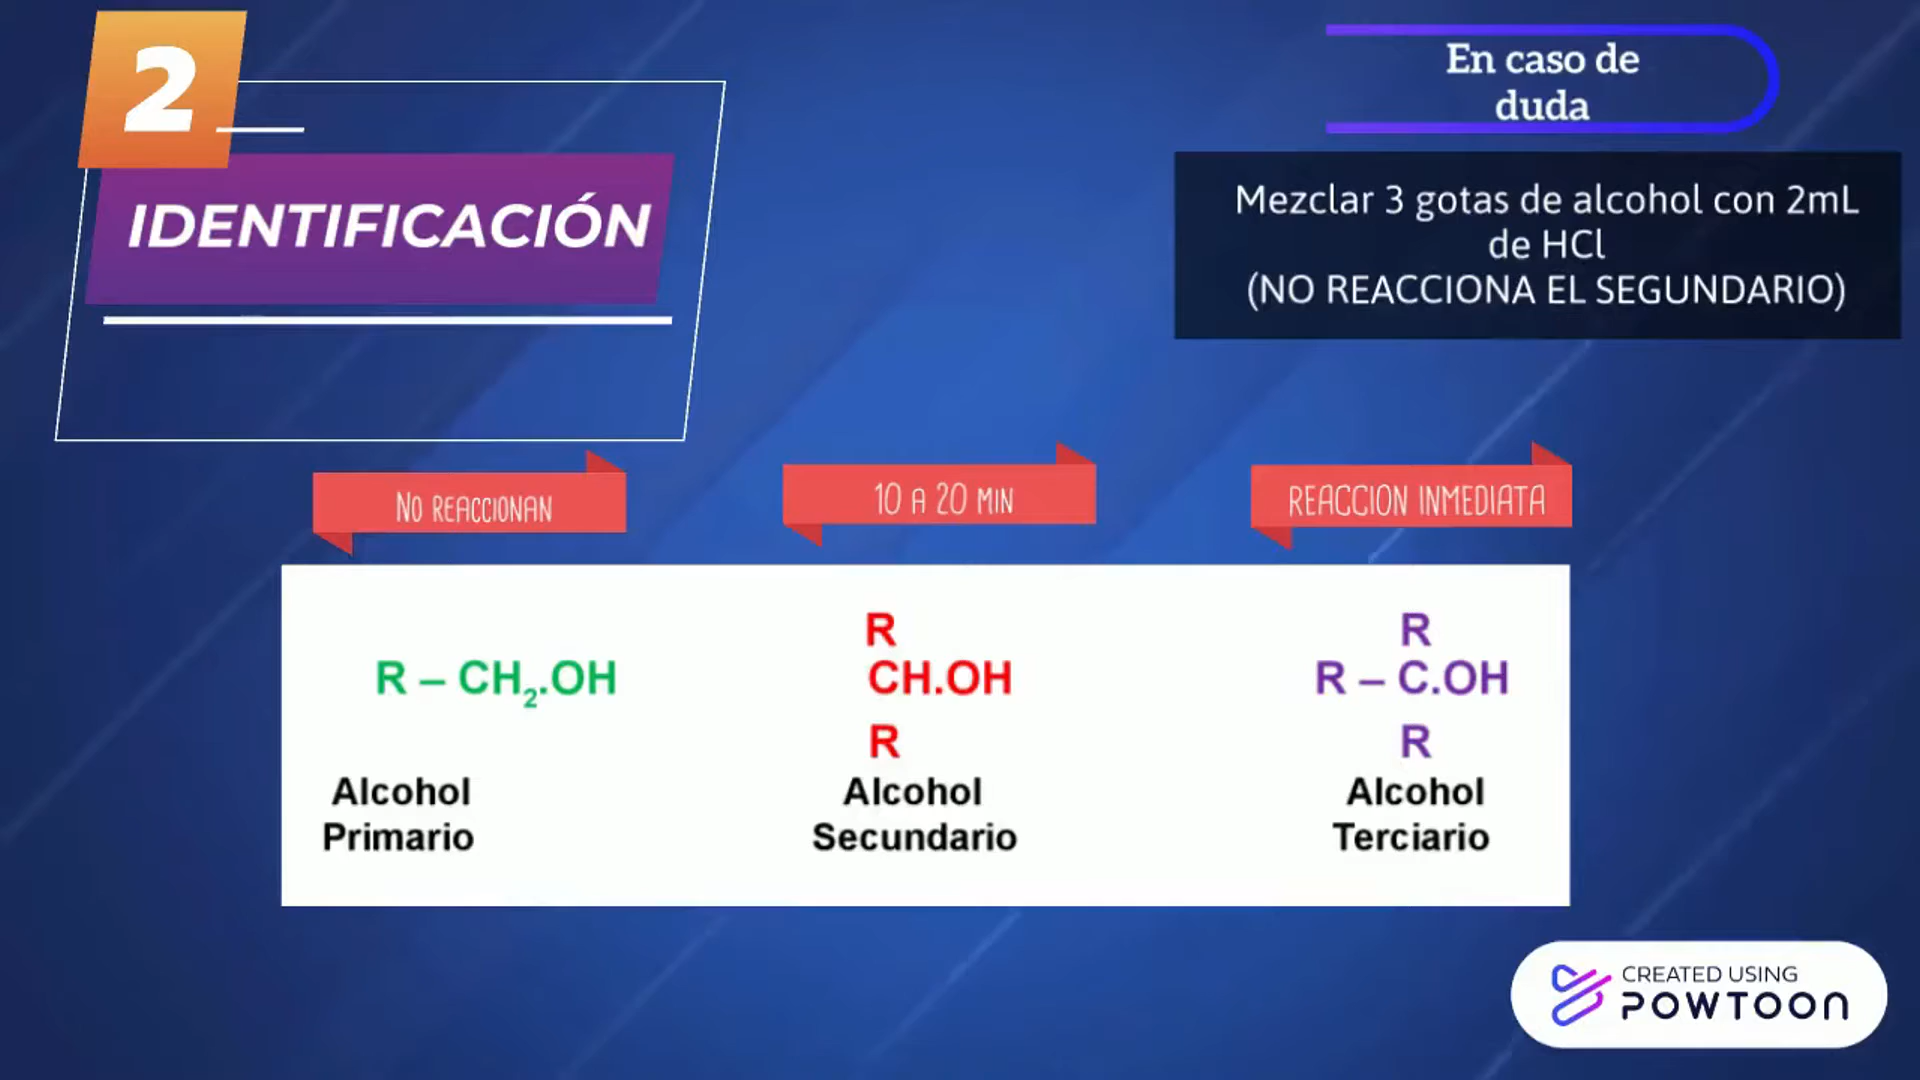 2
IDENTIFICACIÓN
En caso de
duda
Mezclar 3 gotas de alcohol con 2mL
de HCl
(NO REACCIONA EL SEGUNDARIO)
No reaccionan
10 a 20 min
REACCION INMEDIATA
R – CH₂.OH
Alcohol
Primario
R
CH.OH
R
Alcohol
Secundario
R
R – C.OH
R
Alcohol
Terciario
CREATED USING
POWTOON